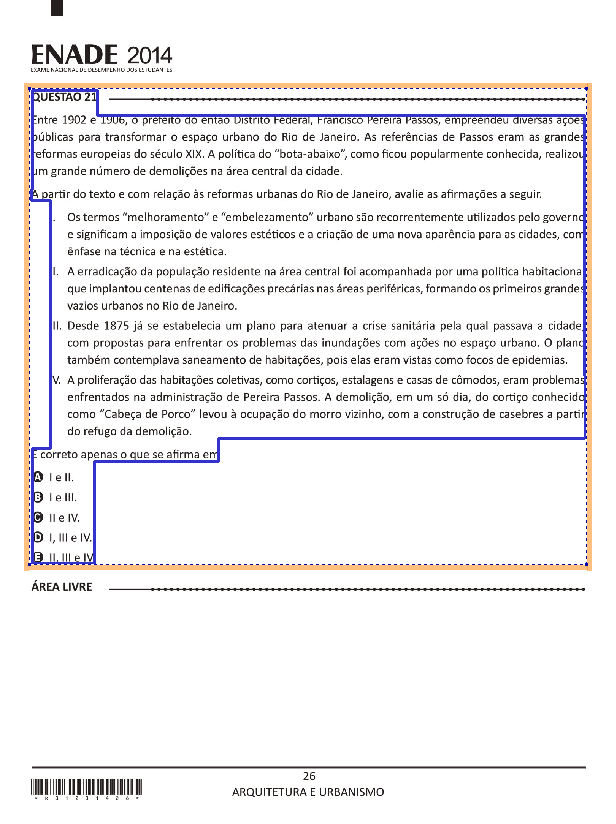 ENADE 2014
EXAME NACIONAL DE DESEMPENHO DOS ESTUDANTES
QUESTÃO 21
Entre 1902 e 1906, o prefeito do então Distrito Federal, Francisco Pereira Passos, empreendeu diversas ações
públicas para transformar o espaço urbano do Rio de Janeiro. As referências de Passos eram as grandes
reformas europeias do século XIX. A política do “bota-abaixo”, como ficou popularmente conhecida, realizou
um grande número de demolições na área central da cidade.
A partir do texto e com relação às reformas urbanas do Rio de Janeiro, avalie as afirmações a seguir.
I. Os termos “melhoramento” e “embelezamento” urbano são recorrentemente utilizados pelo governo
e significam a imposição de valores estéticos e a criação de uma nova aparência para as cidades, com
ênfase na técnica e na estética.
II. A erradicação da população residente na área central foi acompanhada por uma política habitacional
que implantou centenas de edificações precárias nas áreas periféricas, formando os primeiros grandes
vazios urbanos no Rio de Janeiro.
III. Desde 1875 já se estabelecia um plano para atenuar a crise sanitária pela qual passava a cidade,
com propostas para enfrentar os problemas das inundações com ações no espaço urbano. O plano
também contemplava saneamento de habitações, pois elas eram vistas como focos de epidemias.
IV. A proliferação das habitações coletivas, como cortiços, estalagens e casas de cômodos, eram problemas
enfrentados na administração de Pereira Passos. A demolição, em um só dia, do cortiço conhecido
como “Cabeça de Porco” levou à ocupação do morro vizinho, com a construção de casebres a partir
do refugo da demolição.
É correto apenas o que se afirma em
A I e II.
B I e III.
C II e IV.
D I, III e IV.
E II, III e IV.
ÁREA LIVRE
26
ARQUITETURA E URBANISMO